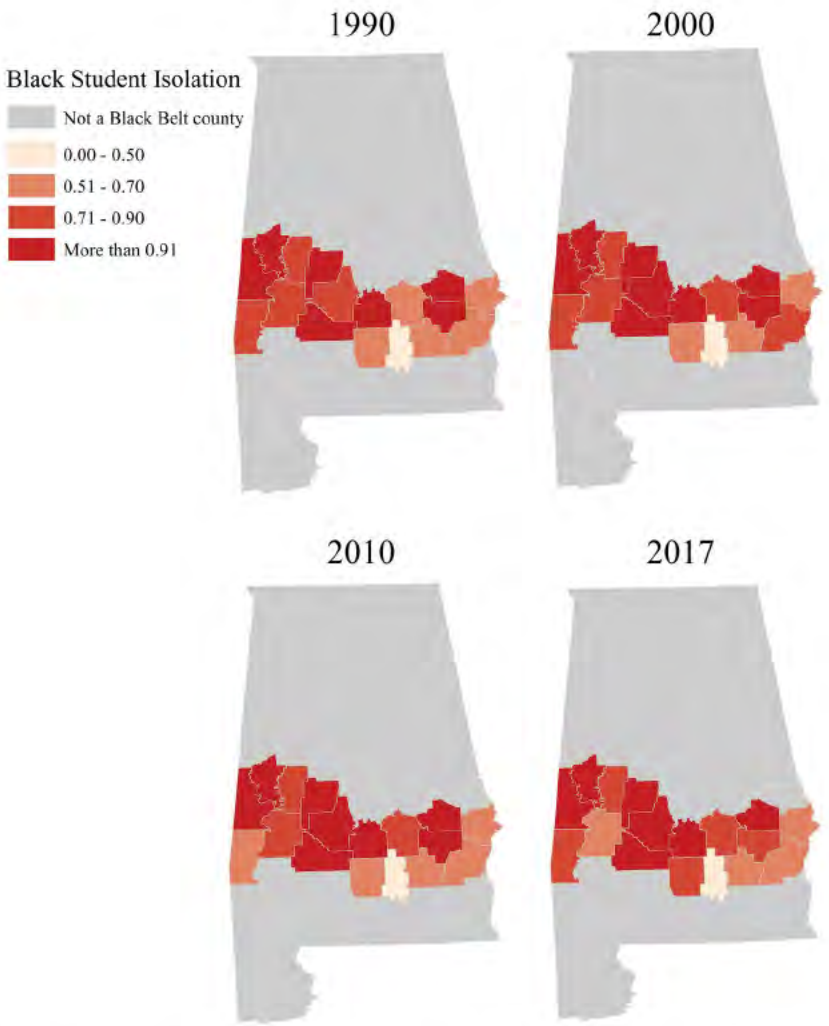 1990
2000
Black Student Isolation
Not a Black Belt county
0.00 - 0.50
0.51 - 0.70
0.71 - 0.90
More than 0.91
2010
2017